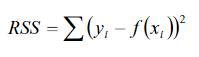 RSS = ∑(yᵢ − f(xᵢ))²